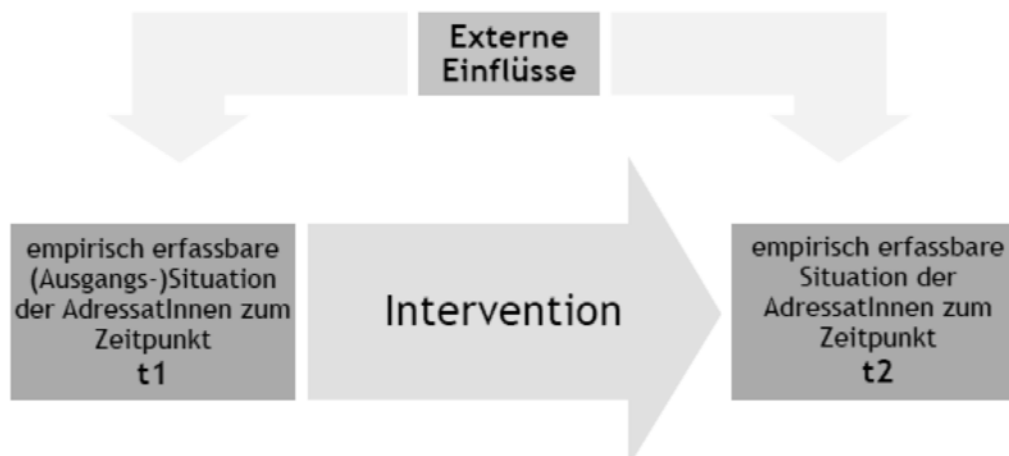 Externe
Einflüsse
empirisch erfassbare
(Ausgangs-)Situation
der AdressatInnen zum
Zeitpunkt
t1
Intervention
empirisch erfassbare
Situation der
AdressatInnen zum
Zeitpunkt
t2